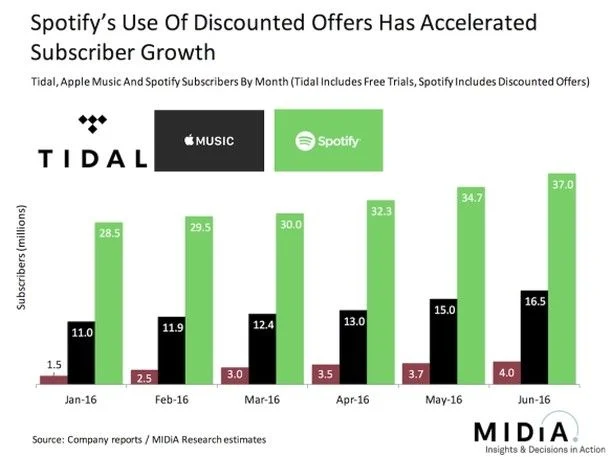 Spotify's Use Of Discounted Offers Has Accelerated
Subscriber Growth
Tidal, Apple Music And Spotify Subscribers By Month (Tidal Includes Free Trials, Spotify Includes Discounted Offers)
TIDAL
MUSIC
Spotify
Subscribers (millions)
1.5
11.0
28.5
2.5
11.9
29.5
3.0
12.4
30.0
3.5
13.0
32.3
3.7
15.0
34.7
4.0
16.5
37.0
Jan-16 Feb-16 Mar-16 Apr-16 May-16 Jun-16
Source: Company reports / MIDiA Research estimates
MIDiA
Insights & Decisions in Action